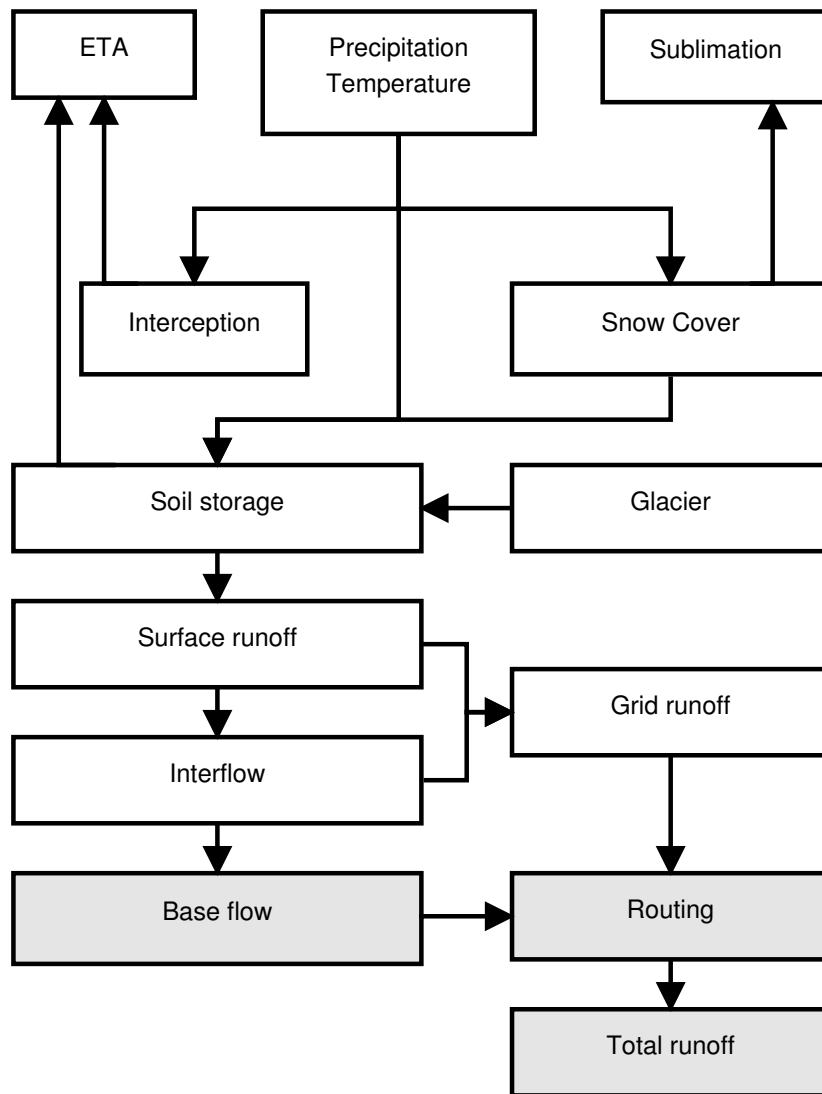 ETA
Precipitation
Temperature
Sublimation
Interception
Snow Cover
Soil storage
Glacier
Surface runoff
Grid runoff
Interflow
Base flow
Routing
Total runoff